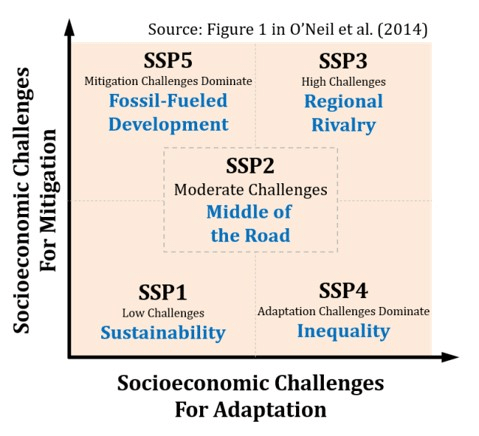 Source: Figure 1 in O’Neil et al. (2014)
Socioeconomic Challenges
For Mitigation
SSP5
Mitigation Challenges Dominate
Fossil-Fueled
Development
SSP3
High Challenges
Regional
Rivalry
SSP2
Moderate Challenges
Middle of
the Road
SSP1
Low Challenges
Sustainability
SSP4
Adaptation Challenges Dominate
Inequality
Socioeconomic Challenges
For Adaptation